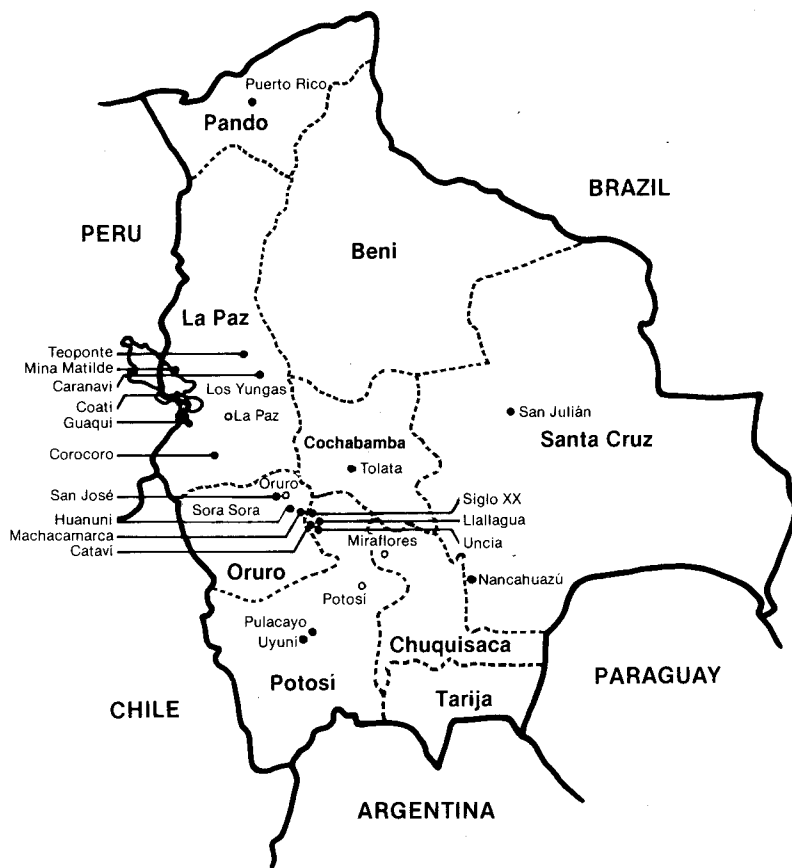 Puerto Rico
Pando
BRAZIL
PERU
Beni
La Paz
Teoponte
Mina Matilde
Caranavi
Los Yungas
Coati
La Paz
Guaqui
San Julián
Cochabamba
Santa Cruz
Corocoro
Tolata
Oruro
San José
Siglo XX
Sora Sora
Huanuni
Llallagua
Machacamarca
Miraflores
Uncia
Catavi
Oruro
Nancahuazú
Potosí
Pulacayo
Uyuni
Chuquisaca
Potosí
PARAGUAY
Tarija
CHILE
ARGENTINA